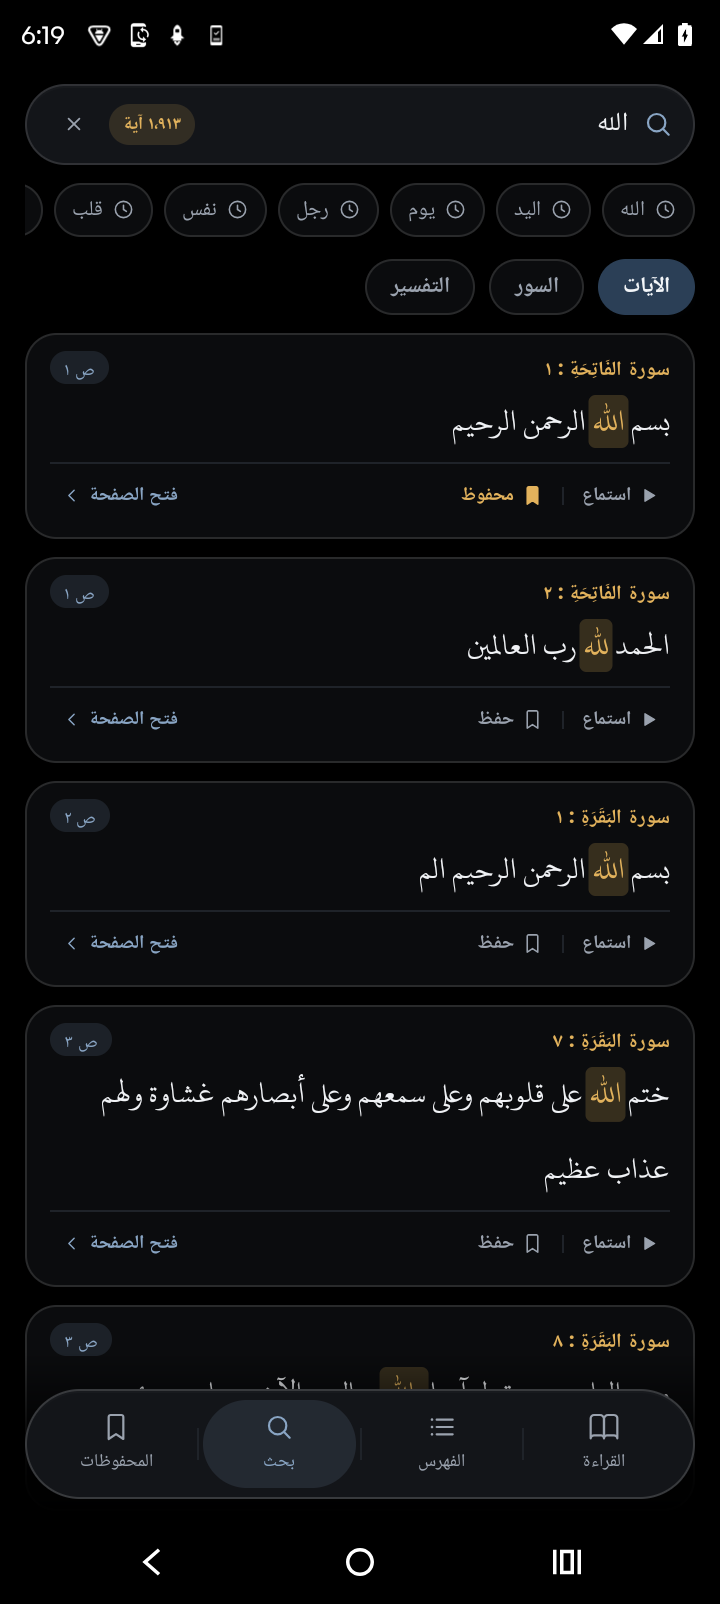 6:19
الله
١،٩١٣ آية
الله
اليد
يوم
رجل
نفس
قلب
الآيات
السور
التفسير
سورة الفَاتِحَةِ : ١
ص ١
بسم الله الرحمن الرحيم
استماع
محفوظ
فتح الصفحة
سورة الفَاتِحَةِ : ٢
ص ١
الحمد لله رب العالمين
استماع
حفظ
فتح الصفحة
سورة البَقَرَةِ : ١
ص ٢
بسم الله الرحمن الرحيم الم
استماع
حفظ
فتح الصفحة
سورة البَقَرَةِ : ٧
ص ٣
ختم الله على قلوبهم وعلى سمعهم وعلى أبصارهم غشاوة ولهم
عذاب عظيم
استماع
حفظ
فتح الصفحة
سورة البَقَرَةِ : ٨
ص ٣
القراءة
الفهرس
بحث
المحفوظات